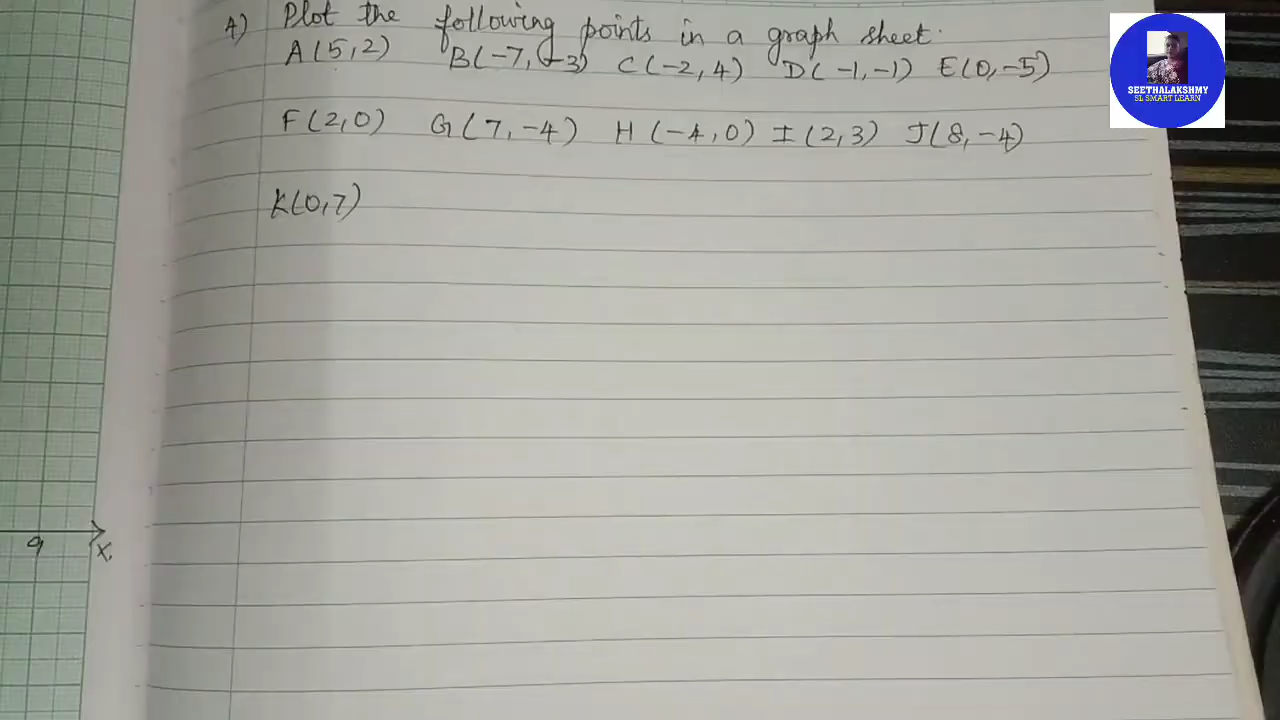 A) Plot the following points in a graph sheet.
A(5,2) B(-7,-3) C(-2,4) D(-1,-1) E(0,-5)
F(2,0) G(7,-4) H(-4,0) I(2,3) J(8,-4)
K(0,7)
9 X
SEETHALAKSHMY
SL SMART LEARN